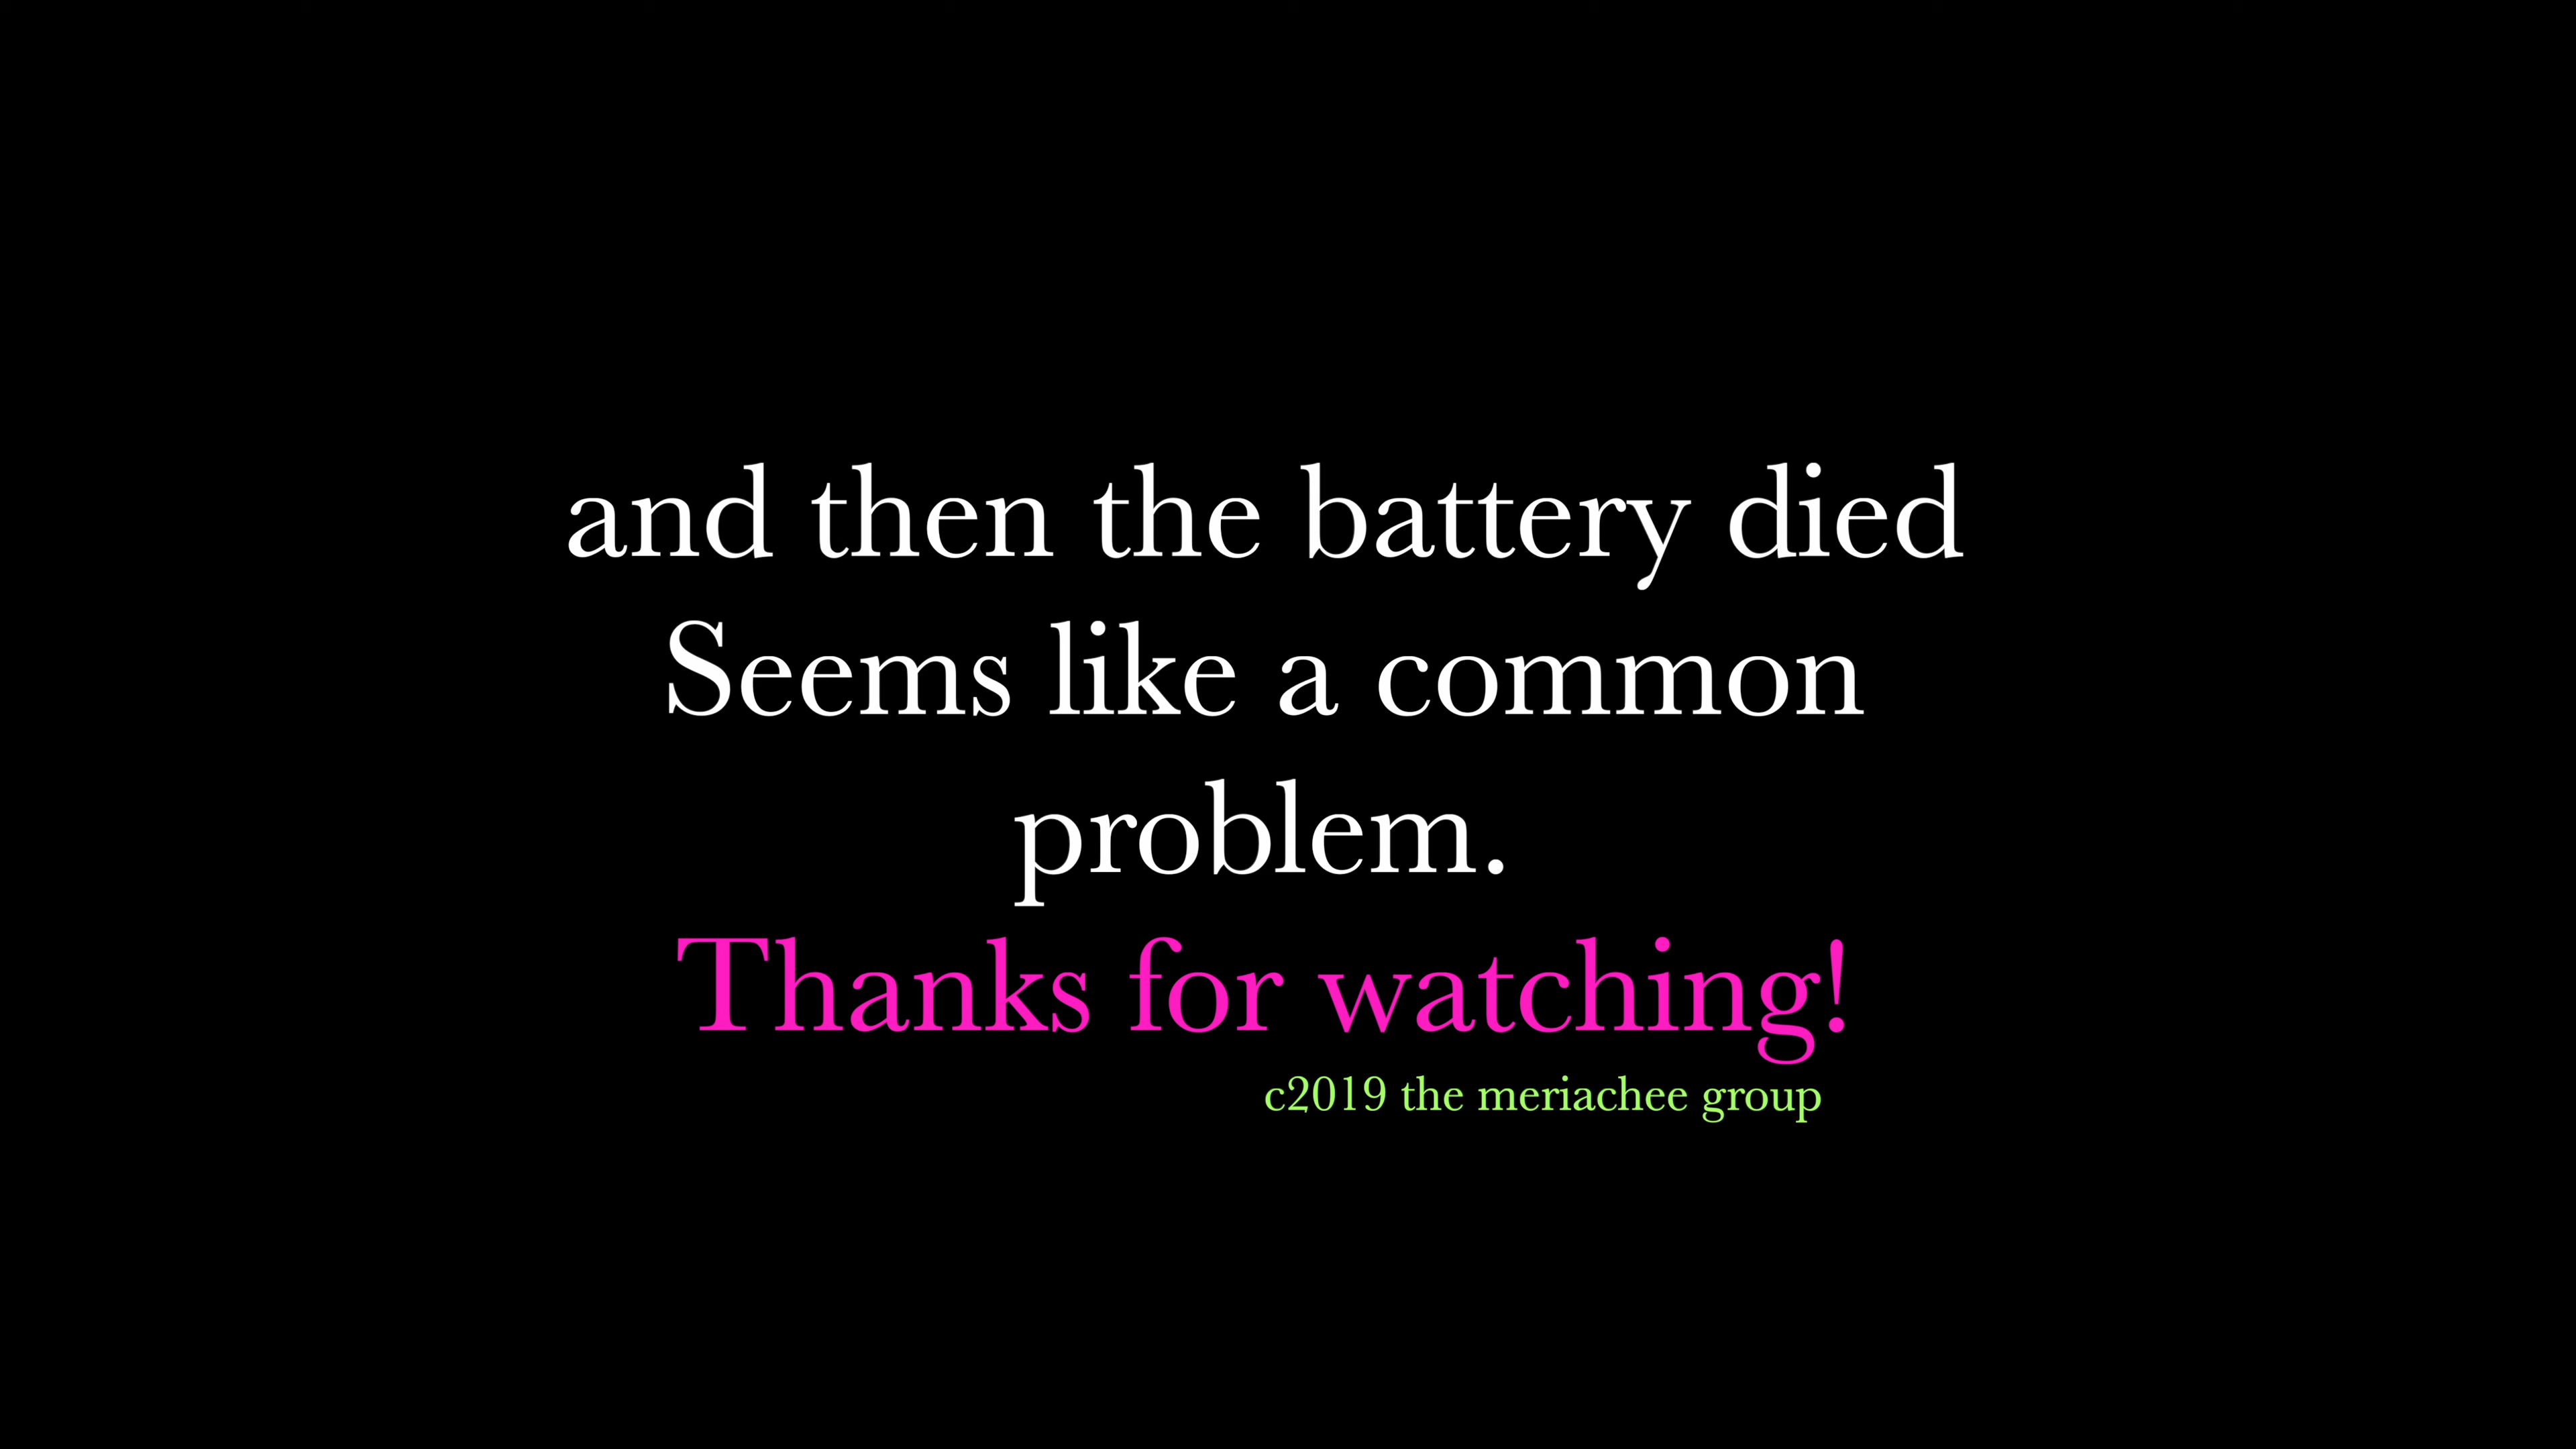 and then the battery died
Seems like a common
problem.
Thanks for watching!
c2019 the meriachee group